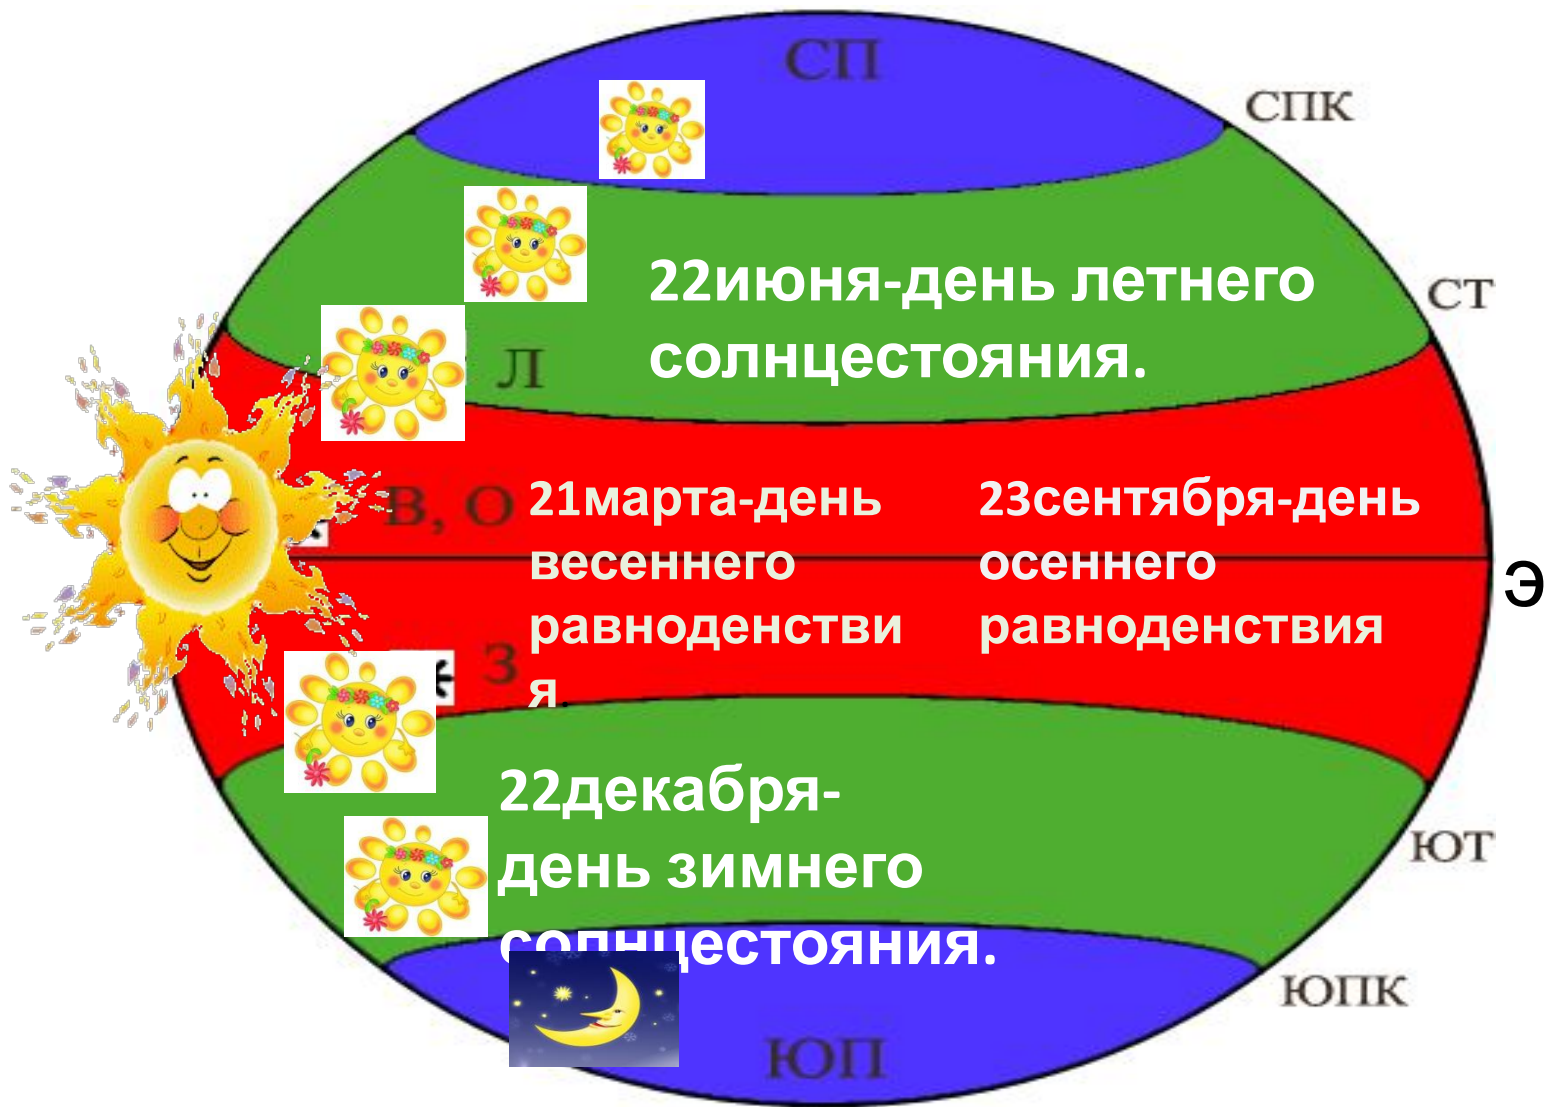 СП
СПК
22июня-день летнего
солнцестояния.
СТ
Л
В, О
21марта-день
весеннего
равноденстви
я.
23сентября-день
осеннего
равноденствия
Э
З
22декабря-
день зимнего
солнцестояния.
ЮТ
ЮПК
ЮП